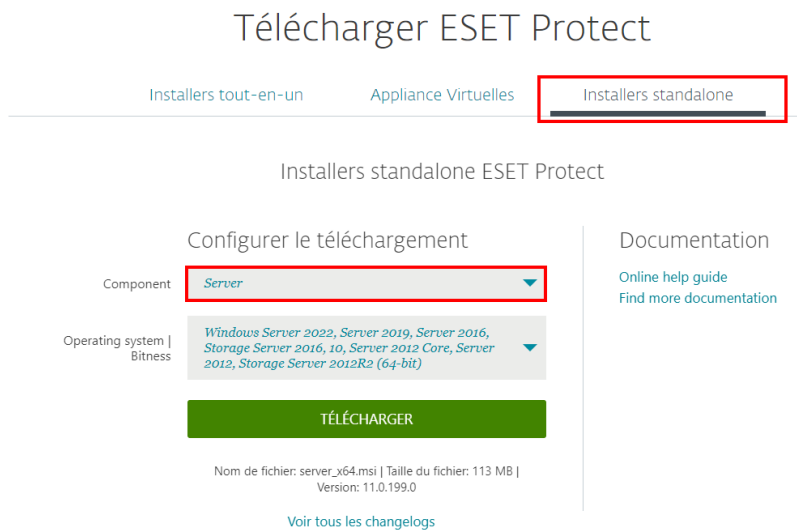 Télécharger ESET Protect
Installers tout-en-un
Appliance Virtuelles
Installers standalone
Installers standalone ESET Protect
Configurer le téléchargement
Component
Server
Operating system |
Bitness
Windows Server 2022, Server 2019, Server 2016,
Storage Server 2016, 10, Server 2012 Core, Server
2012, Storage Server 2012R2 (64-bit)
TÉLÉCHARGER
Nom de fichier: server_x64.msi | Taille du fichier: 113 MB |
Version: 11.0.199.0
Voir tous les changelogs
Documentation
Online help guide
Find more documentation